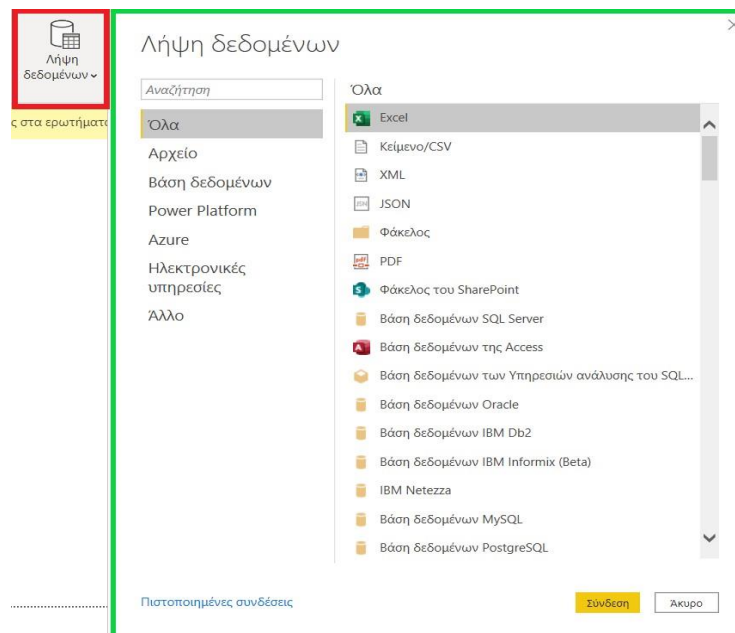 Λήψη
δεδομένων
ς στα ερωτήματ
Λήψη δεδομένων
Αναζήτηση
Όλα
Αρχείο
Βάση δεδομένων
Power Platform
Azure
Ηλεκτρονικές
υπηρεσίες
Άλλο
Όλα
Excel
Κείμενο/CSV
XML
JSON
Φάκελος
PDF
Φάκελος του SharePoint
Βάση δεδομένων SQL Server
Βάση δεδομένων της Access
Βάση δεδομένων των Υπηρεσιών ανάλυσης του SQL...
Βάση δεδομένων Oracle
Βάση δεδομένων IBM Db2
Βάση δεδομένων IBM Informix (Beta)
IBM Netezza
Βάση δεδομένων MySQL
Βάση δεδομένων PostgreSQL
Πιστοποιημένες συνδέσεις
Σύνδεση
Άκυρο